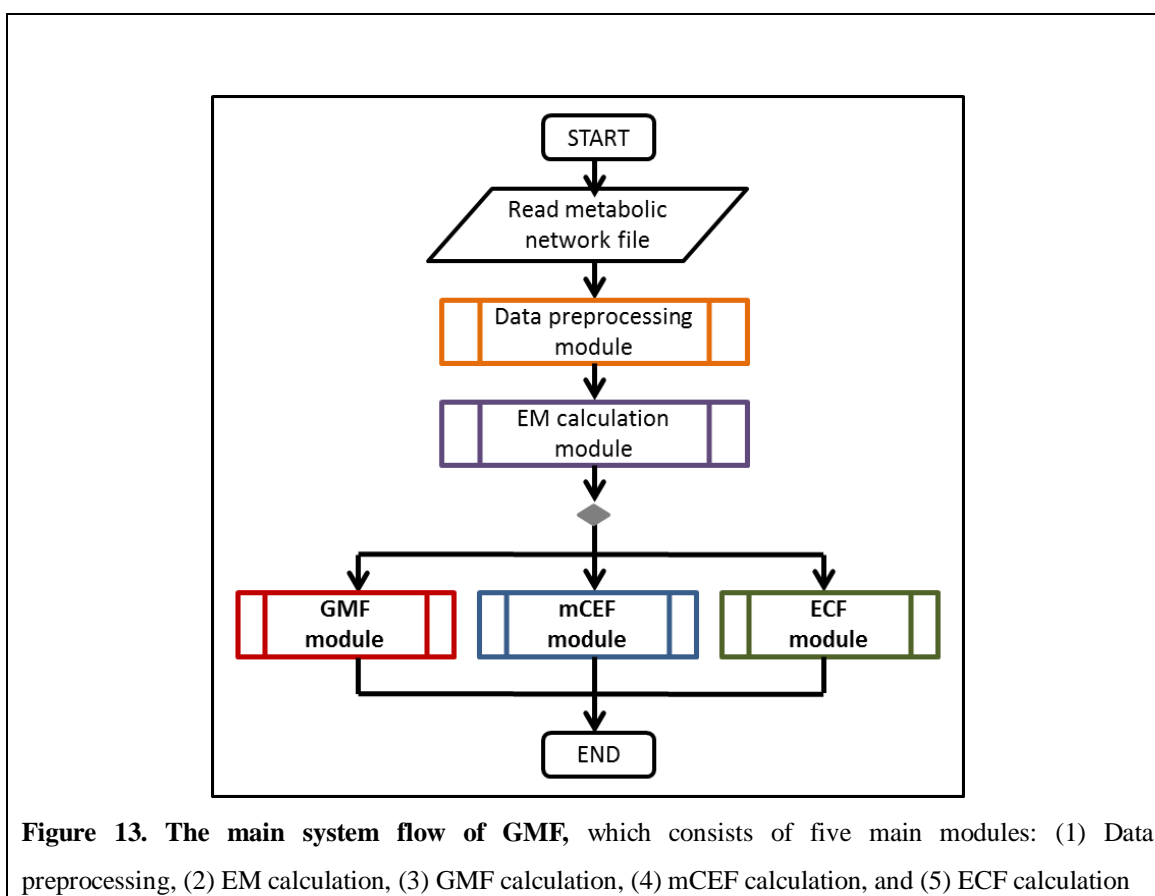 START
Read metabolic
network file
Data preprocessing
module
EM calculation
module
GMF
module
mCEF
module
ECF
module
END
Figure 13. The main system flow of GMF, which consists of five main modules: (1) Data
preprocessing, (2) EM calculation, (3) GMF calculation, (4) mCEF calculation, and (5) ECF calculation